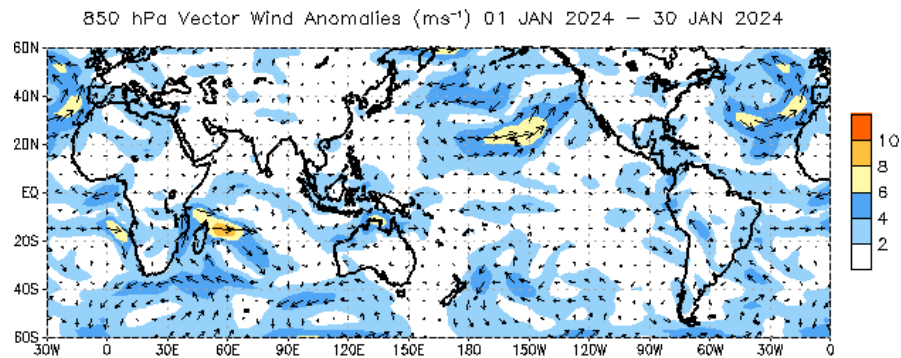 850 hPa Vector Wind Anomalies (ms⁻¹) 01 JAN 2024 – 30 JAN 2024
60N
40N
20N
EQ
20S
40S
60S
30W 0 30E 60E 90E 120E 150E 180 150W 120W 90W 60W 30W 0
10
8
6
4
2